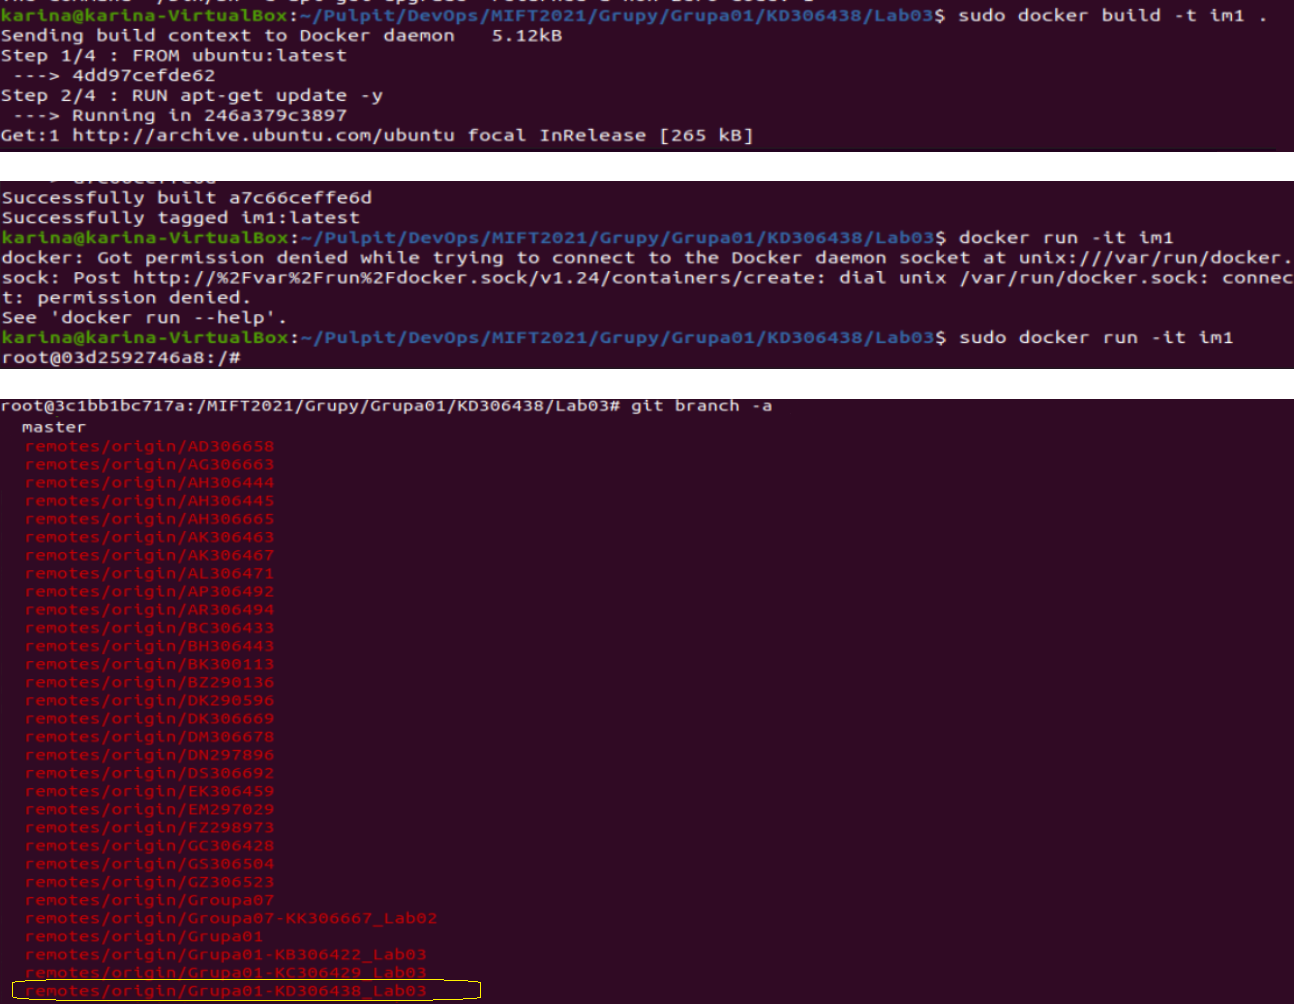 karina@karina-VirtualBox:~/Pulpit/DevOps/MIFT2021/Grupy/Grupa01/KD306438/Lab03$ sudo docker build -t im1 .
Sending build context to Docker daemon   5.12kB
Step 1/4 : FROM ubuntu:latest
 ---> 4dd97cefde62
Step 2/4 : RUN apt-get update -y
 ---> Running in 246a379c3897
Get:1 http://archive.ubuntu.com/ubuntu focal InRelease [265 kB]
Successfully built a7c66ceffe6d
Successfully tagged im1:latest
karina@karina-VirtualBox:~/Pulpit/DevOps/MIFT2021/Grupy/Grupa01/KD306438/Lab03$ docker run -it im1
docker: Got permission denied while trying to connect to the Docker daemon socket at unix:///var/run/docker.
sock: Post http://%2Fvar%2Frun%2Fdocker.sock/v1.24/containers/create: dial unix /var/run/docker.sock: connec
t: permission denied.
See 'docker run --help'.
karina@karina-VirtualBox:~/Pulpit/DevOps/MIFT2021/Grupy/Grupa01/KD306438/Lab03$ sudo docker run -it im1
root@03d2592746a8:/#
root@3c1bb1bc717a:/MIFT2021/Grupy/Grupa01/KD306438/Lab03# git branch -a
master
remotes/origin/AD306658
remotes/origin/AG306663
remotes/origin/AH306444
remotes/origin/AH306445
remotes/origin/AH306665
remotes/origin/AK306463
remotes/origin/AK306467
remotes/origin/AL306471
remotes/origin/AP306492
remotes/origin/AR306494
remotes/origin/BC306433
remotes/origin/BH306443
remotes/origin/BK300113
remotes/origin/BZ290136
remotes/origin/DK290596
remotes/origin/DK306669
remotes/origin/DM306678
remotes/origin/DN297896
remotes/origin/DS306692
remotes/origin/EK306459
remotes/origin/EM297029
remotes/origin/FZ298973
remotes/origin/GC306428
remotes/origin/GS306504
remotes/origin/GZ306523
remotes/origin/Groupa07
remotes/origin/Groupa07-KK306667_Lab02
remotes/origin/Grupa01
remotes/origin/Grupa01-KB306422_Lab03
remotes/origin/Grupa01-KC306429_Lab03
remotes/origin/Grupa01-KD306438_Lab03